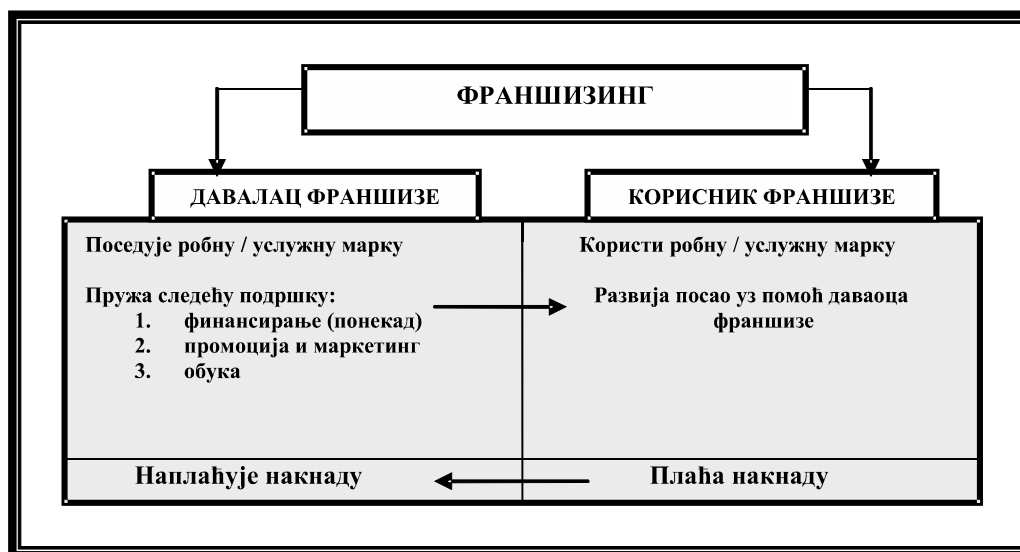 ФРАНШИЗИНГ
ДАВАЛАЦ ФРАНШИЗЕ
КОРИСНИК ФРАНШИЗЕ
Поседује робну / услужну марку
Користи робну / услужну марку
Пружа следећу подршку:
1. финансирање (понекад)
2. промоција и маркетинг
3. обука
Развија посао уз помоћ даваоца
франшизе
Наплаћује накнаду
Плаћа накнаду